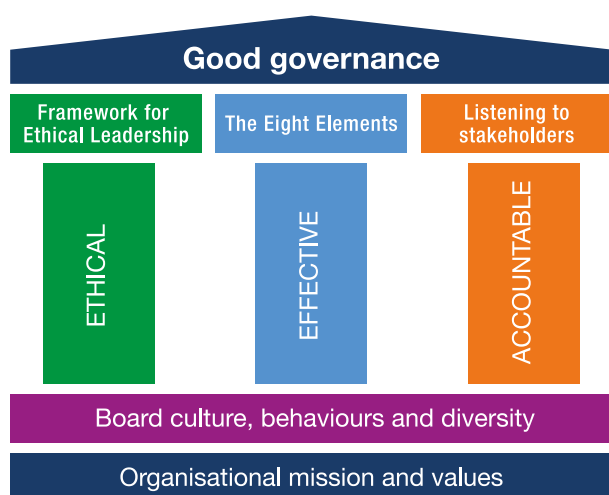 Good governance
Framework for
Ethical Leadership
The Eight Elements
Listening to
stakeholders
ETHICAL
EFFECTIVE
ACCOUNTABLE
Board culture, behaviours and diversity
Organisational mission and values